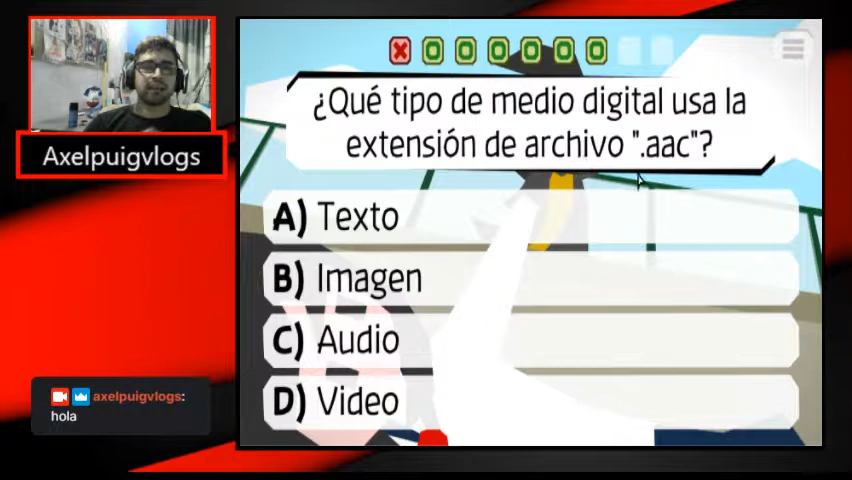 ¿Qué tipo de medio digital usa la
extensión de archivo ".aac"?
Axelpuigvlogs
A) Texto
B) Imagen
C) Audio
D) Video
axelpuigvlogs:
hola